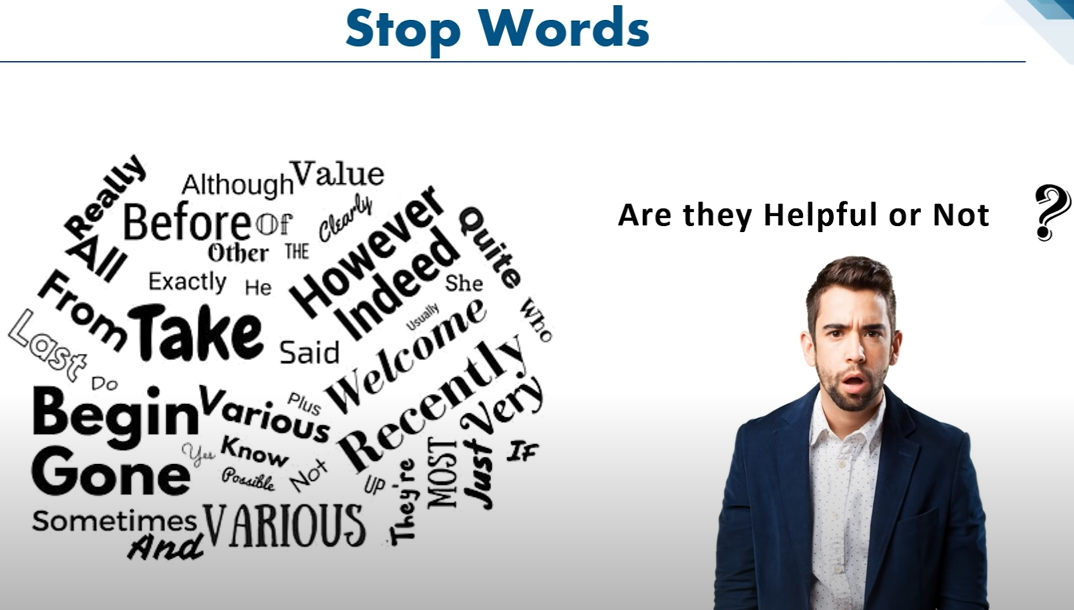 Stop Words
Really
Although
Value
Before
Of
Clearly
Other
THE
However
Quite
All
Exactly
He
Indeed
She
From
Take
Usually
Who
Last
Said
Welcome
Do
Recently
Begin
Various
Plus
Very
Yes
Know
Gone
Possible
Not
UP
They're
MOST
Just
IF
Sometimes
VARIOUS
And
Are they Helpful or Not ?